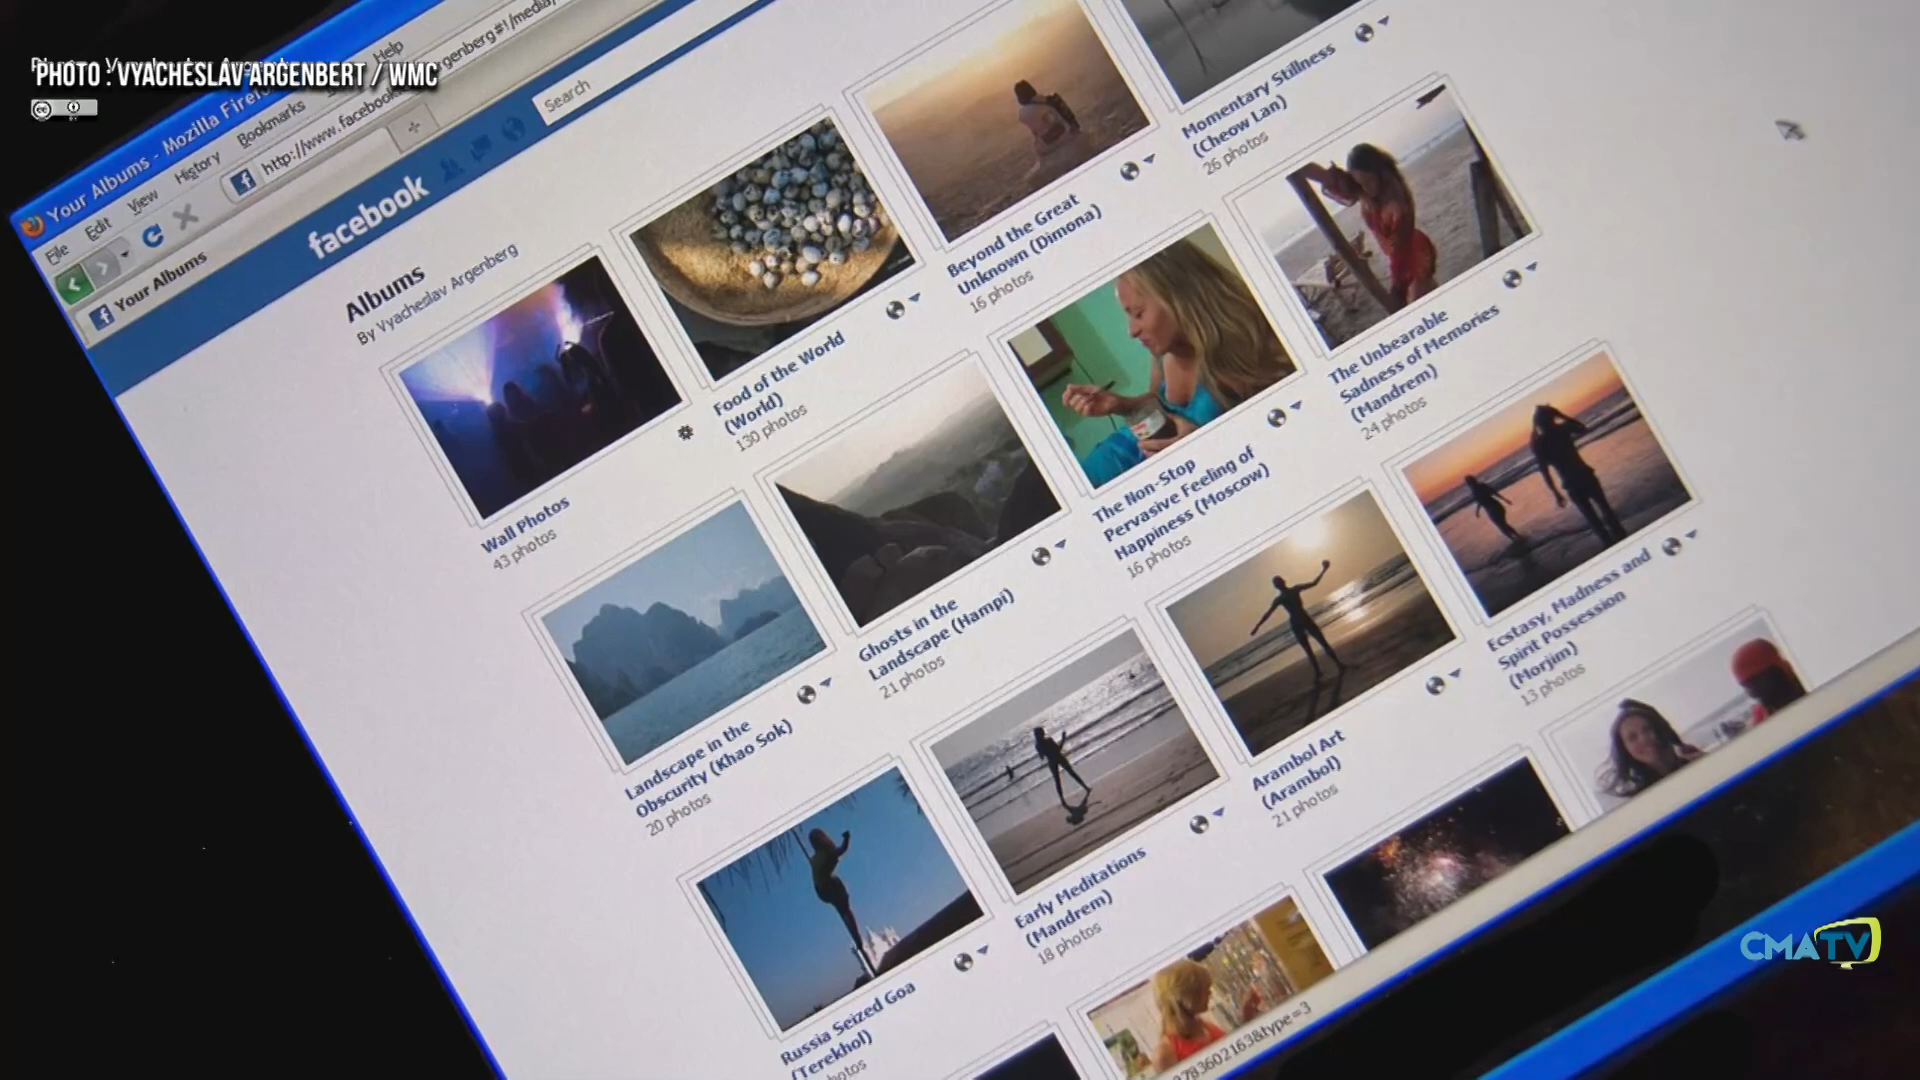 PHOTO : VYACHESLAV ARGENBERT / WMC
Your Albums - Mozilla Firefo
File Edit View History Bookmarks Help
http://www.facebook
Your Albums
facebook
Search
Albums
By Vyacheslav Argenberg
Wall Photos
43 photos
Food of the World
(World)
130 photos
Beyond the Great
Unknown (Dimona)
16 photos
Momentary Stillness
(Cheow Lan)
26 photos
Landscape in the
Obscurity (Khao Sok)
20 photos
Ghosts in the
Landscape (Hampi)
21 photos
The Non-Stop
Pervasive Feeling of
Happiness (Moscow)
16 photos
The Unbearable
Sadness of Memories
(Mandrem)
24 photos
Russia Seized Goa
(Terekhol)
Early Meditations
(Mandrem)
18 photos
Arambol Art
(Arambol)
21 photos
Ecstasy, Madness and
Spirit Possession
(Morjim)
13 photos
CMATV